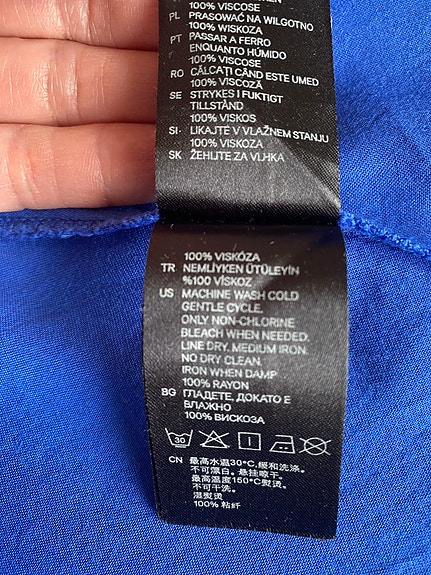 100% VISCOSE
PL PRASOWAĆ NA WILGOTNO
100% WISKOZA
PT PASSAR A FERRO
ENQUANTO HÚMIDO
100% VISCOSE
RO CĂLCAȚI CÂND ESTE UMED
100% VISCOZĂ
SE STRYKES I FUKTIGT
TILLSTÅND
100% VISKOS
SI LIKAJTE V VLAŽNEM STANJU
100% VISKOZA
SK ŽEHLITE ZA VLHKA
100% VISKÓZA
TR NEMLİYKEN ÜTÜLEYİN
%100 VİSKOZ
US MACHINE WASH COLD
GENTLE CYCLE.
ONLY NON-CHLORINE
BLEACH WHEN NEEDED.
LINE DRY. MEDIUM IRON.
NO DRY CLEAN.
IRON WHEN DAMP
100% RAYON
BG ГЛАДЕТЕ, ДОКАТО Е
ВЛАЖНО
100% ВИСКОЗА
30
CN 最高水温30°C,缓和洗涤.
不可漂白. 悬挂晾干.
最高温度150°C熨烫.
不可干洗.
湿熨烫
100% 粘纤